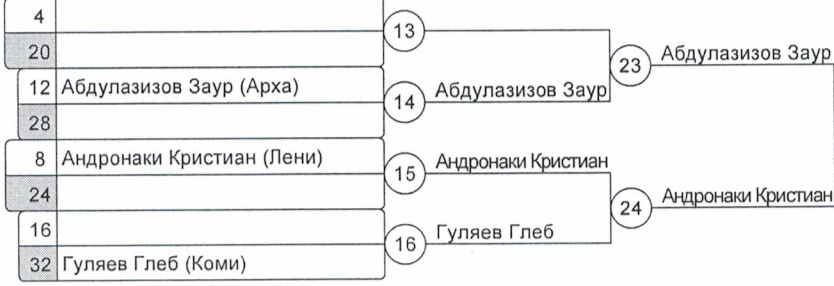 4
13
20
23 Абдулазизов Заур
12 Абдулазизов Заур (Арха)
14 Абдулазизов Заур
28
8 Андронаки Кристиан (Лени)
15 Андронаки Кристиан
24
24 Андронаки Кристиан
16
16 Гуляев Глеб
32 Гуляев Глеб (Коми)